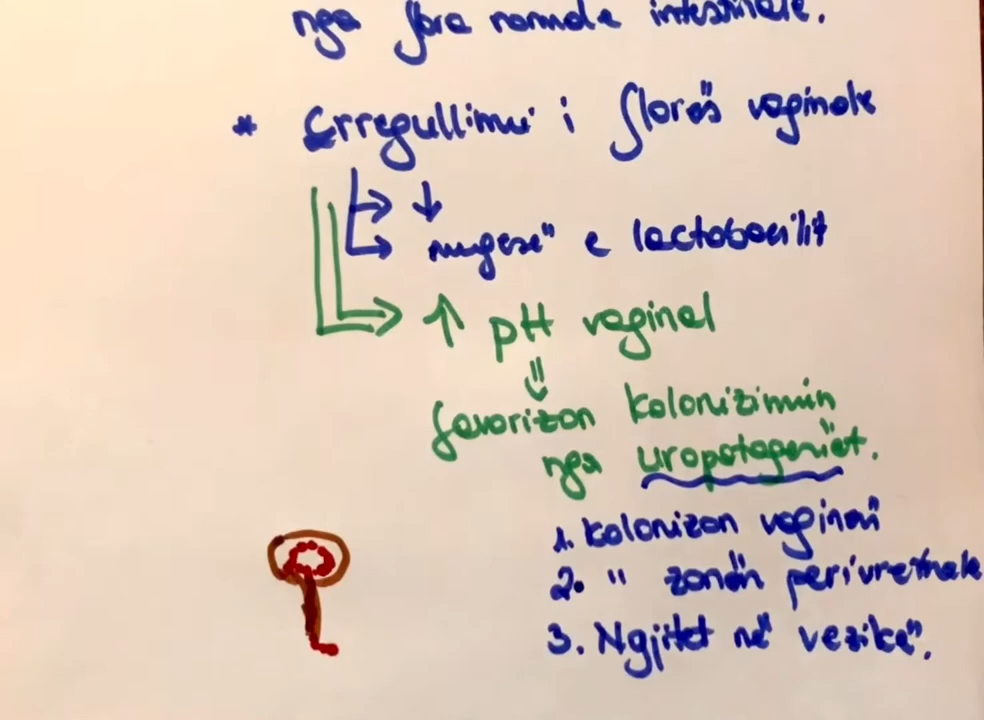 nga flora normale intestinale.
* Çrregullimi i florës vaginale
↓
mungesë e lactobacilit
↑ pH vaginal
⇓
favorizon kolonizimin
nga uropatogenët.
1. kolonizon vaginën
2. " zonën perivretrale
3. Ngjitet në vezikë.